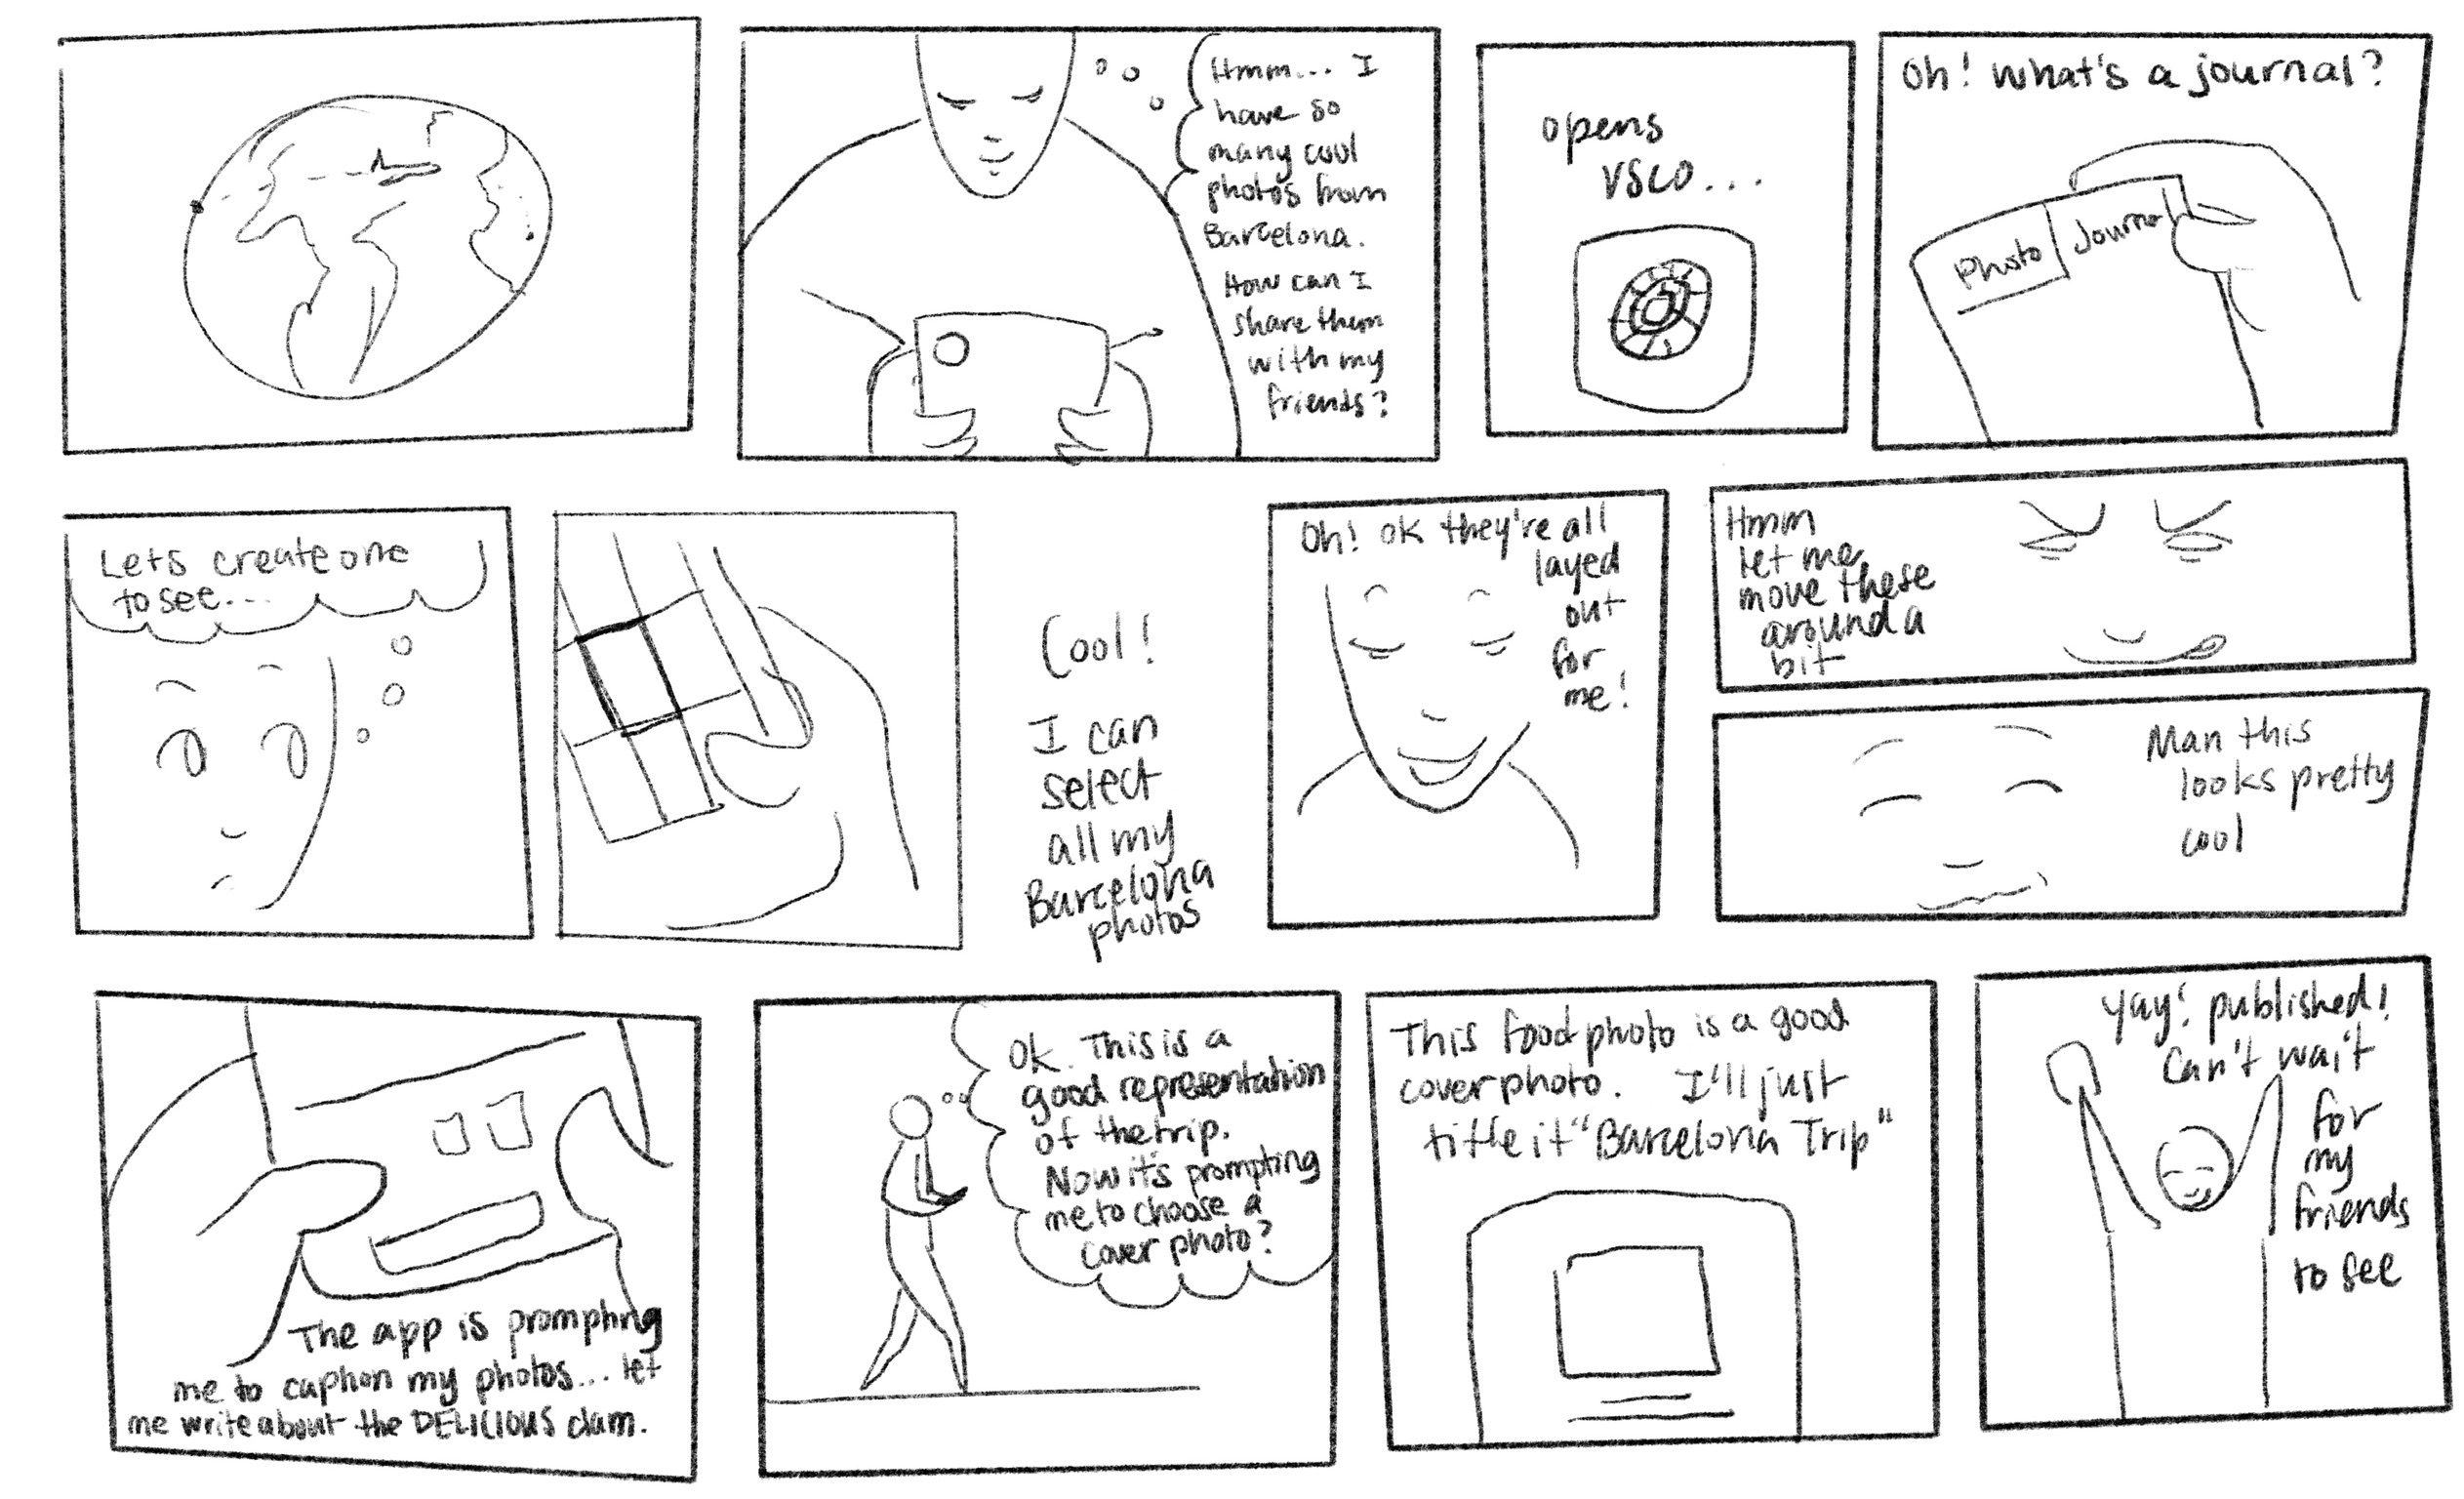 Hmm... I
have so
many cool
photos from
Barcelona.
How can I
share them
with my
friends?
opens
VSCO...
Oh! what's a journal?
Photo
Journal
Lets create one
to see...
Cool!
I can
select
all my
Barcelona
photos
Oh! ok they're all
layed
out
for
me!
Hmm
let me
move these
around a
bit
Man this
looks pretty
cool
The app is prompting
me to caption my photos... let
me write about the DELICIOUS clam.
Ok. This is a
good representation
of the trip.
Now it's prompting
me to choose a
cover photo?
This food photo is a good
cover photo. I'll just
title it "Barcelona Trip"
Yay! published!
Can't wait
for
my
friends
to see